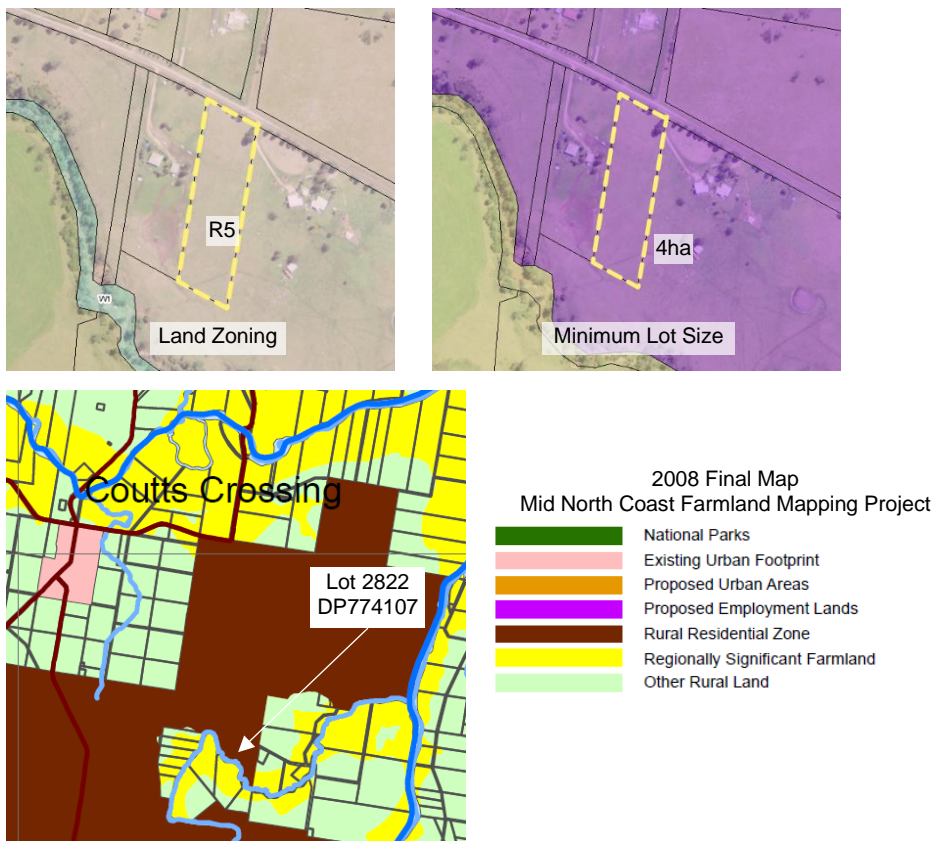 R5
W1
Land Zoning
4ha
Minimum Lot Size
Coutts Crossing
Lot 2822
DP774107
2008 Final Map
Mid North Coast Farmland Mapping Project
National Parks
Existing Urban Footprint
Proposed Urban Areas
Proposed Employment Lands
Rural Residential Zone
Regionally Significant Farmland
Other Rural Land